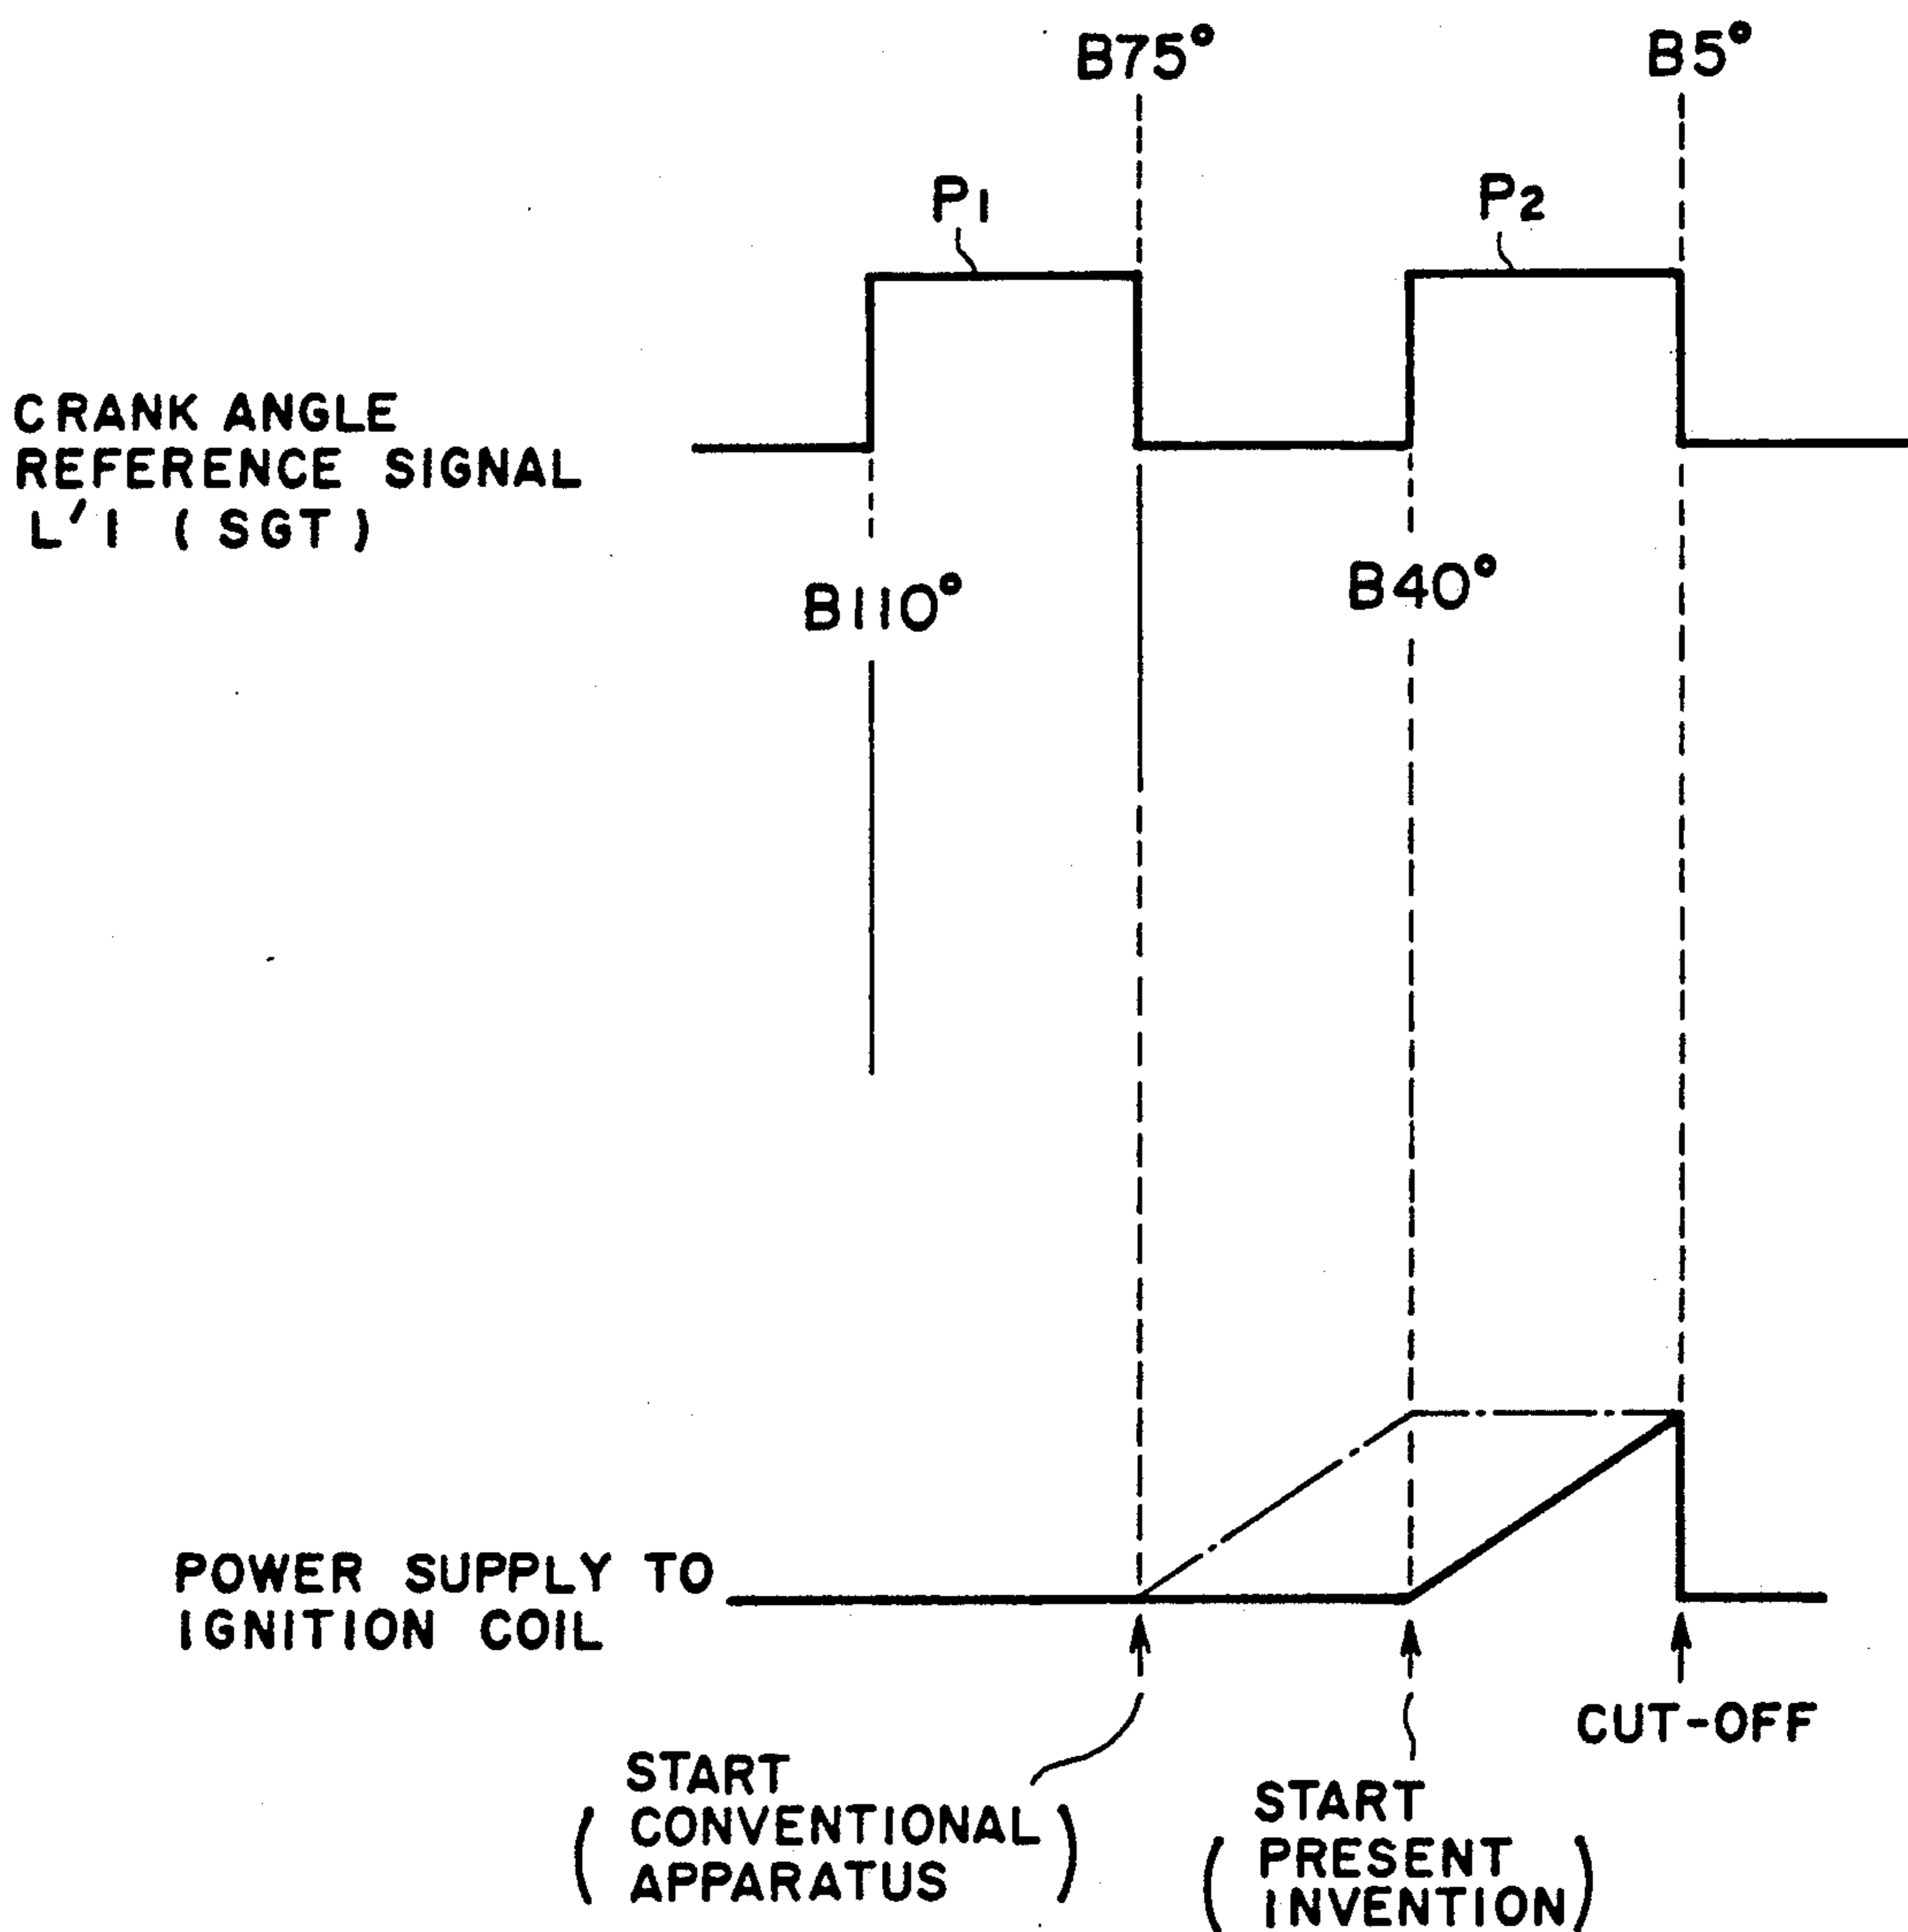 B75°
B5°
P1
P2
CRANK ANGLE
REFERENCE SIGNAL
L'1 (SGT)
B110°
B40°
POWER SUPPLY TO
IGNITION COIL
CUT-OFF
START
(CONVENTIONAL
APPARATUS)
START
(PRESENT
INVENTION)